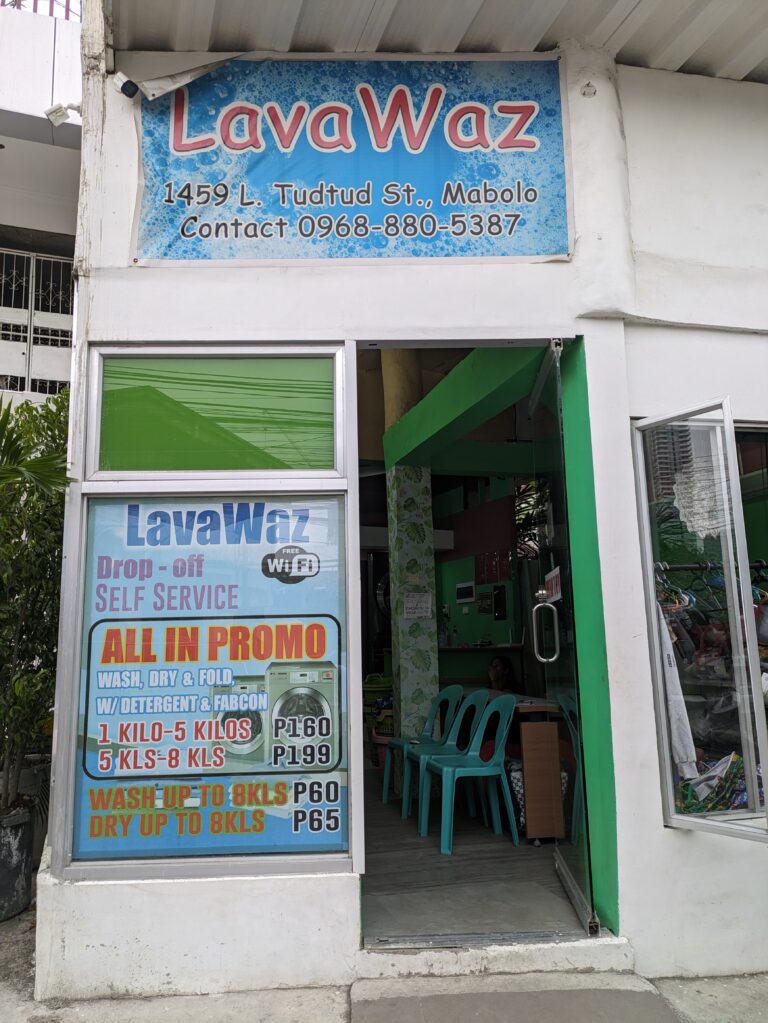 LavaWaz
1459 L. Tudtud St., Mabolo
Contact 0968-880-5387
LavaWaz
FREE
WiFi
Drop - off
SELF SERVICE
ALL IN PROMO
WASH, DRY & FOLD,
W/ DETERGENT & FABCON
1 KILO-5 KILOS P160
5 KLS-8 KLS P199
WASH UP TO 8KLS P60
DRY UP TO 8KLS P65